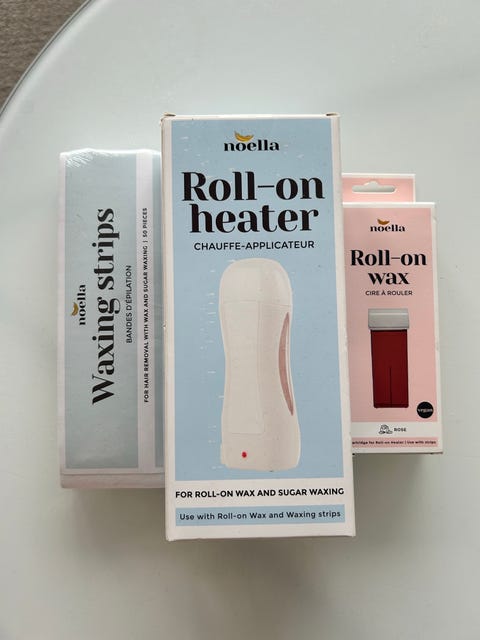 noella
Waxing strips
BANDES D'ÉPILATION
FOR HAIR REMOVAL WITH WAX AND SUGAR WAXING | 50 PIECES
noella
Roll-on
heater
CHAUFFE-APPLICATEUR
FOR ROLL-ON WAX AND SUGAR WAXING
Use with Roll-on Wax and Waxing strips
noella
Roll-on
wax
CIRE À ROULER
vegan
ROSE
for Roll-on Heater | Use with strips